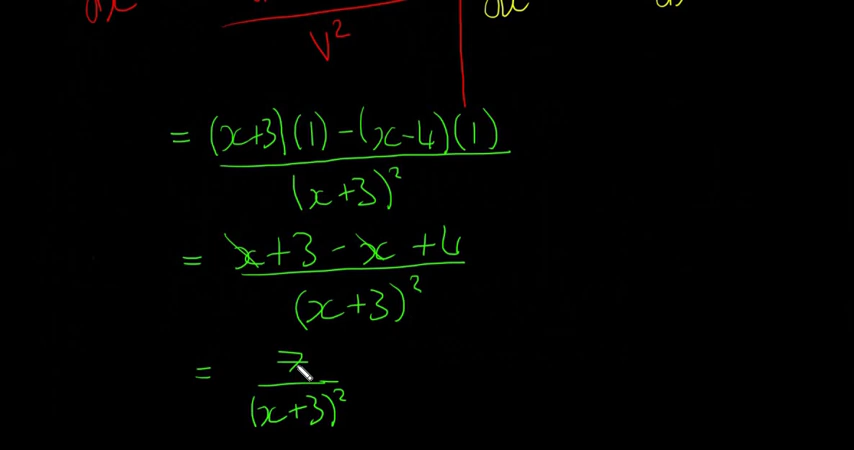 V²
= (x+3)(1) - (x-4)(1)
(x+3)²
= x + 3 - x + 4
(x+3)²
= 7
(x+3)²